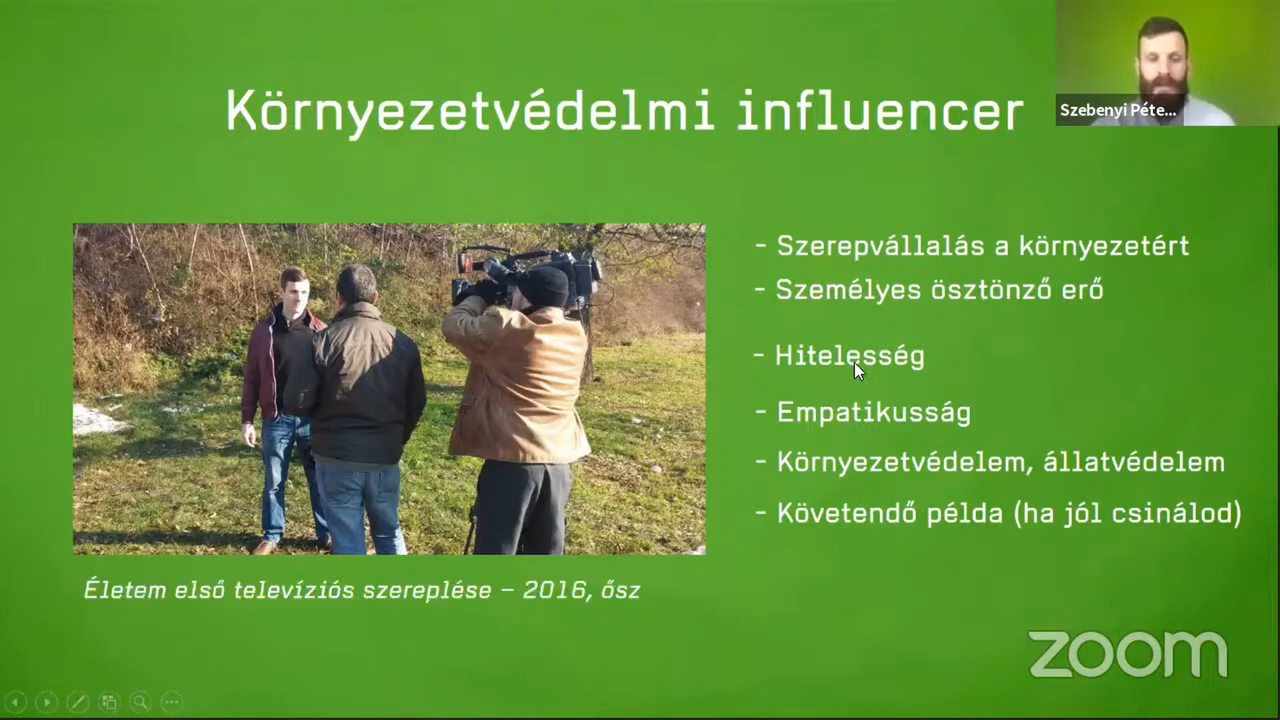 Környezetvédelmi influencer
Szebenyi Péte...
- Szerepvállalás a környezetért
- Személyes ösztönző erő
- Hitelesség
- Empatikusság
- Környezetvédelem, állatvédelem
- Követendő példa (ha jól csinálod)
Életem első televíziós szereplése – 2016, ősz
zoom